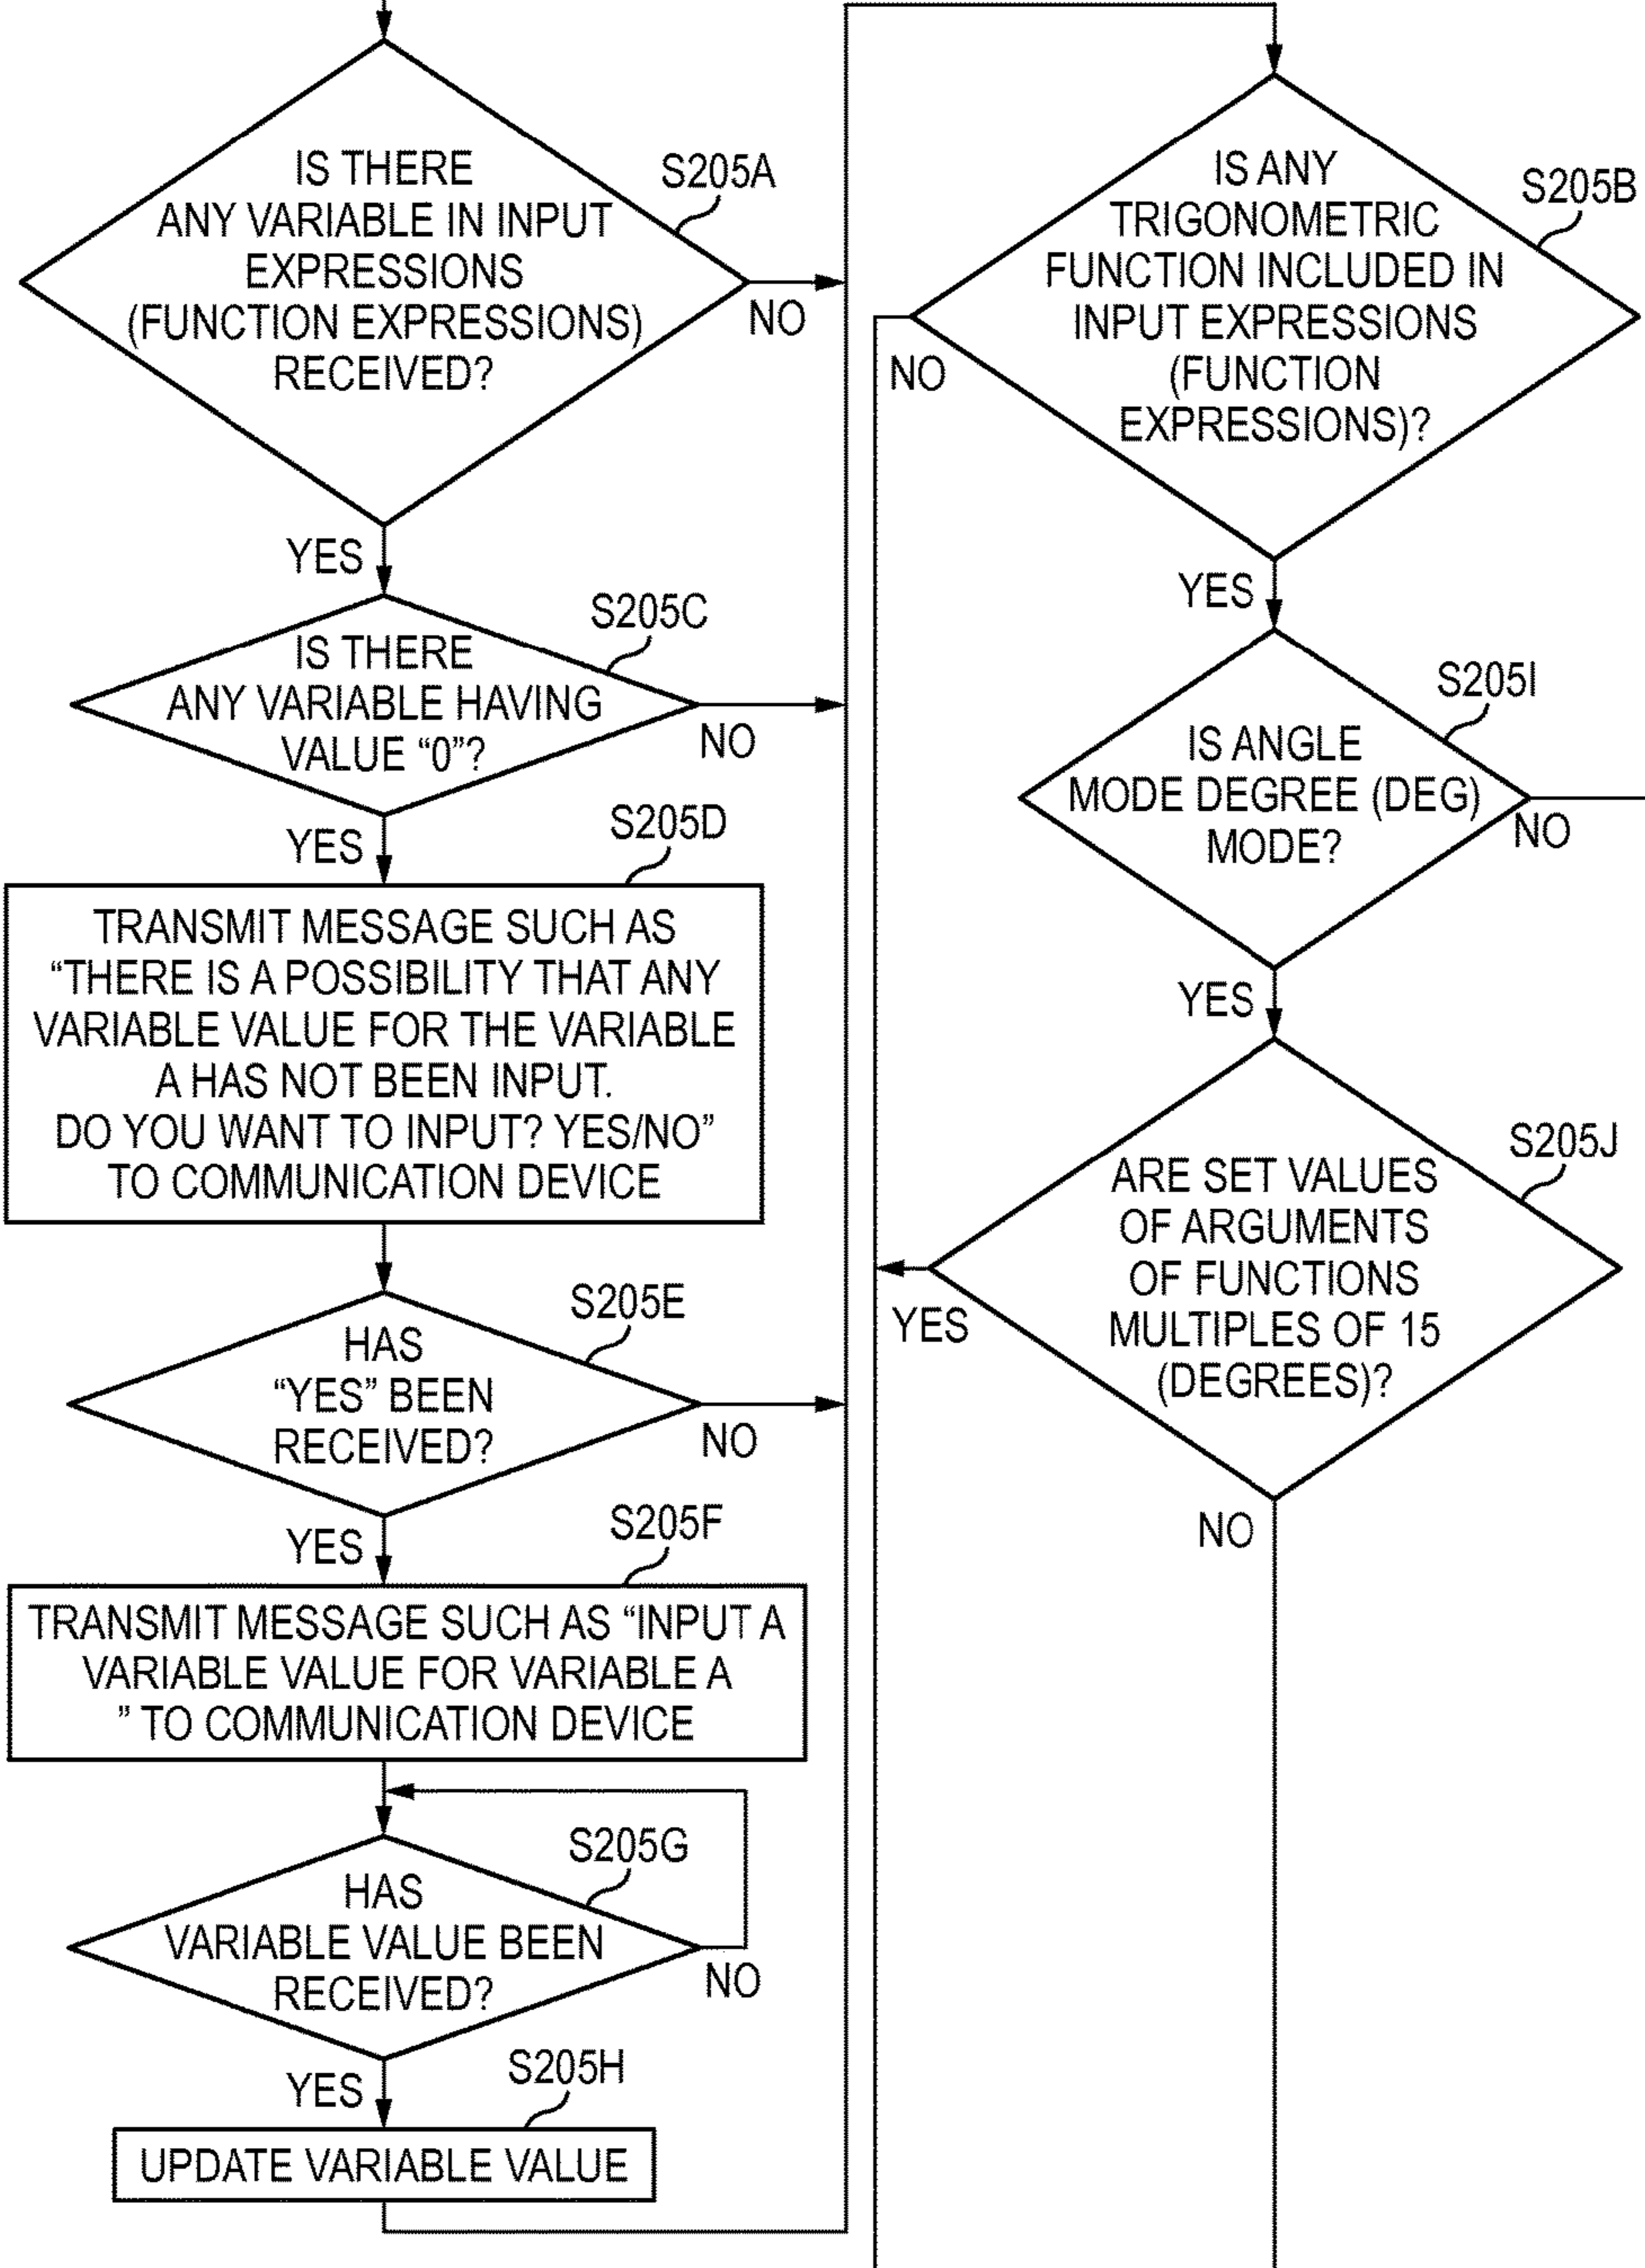 IS THERE
ANY VARIABLE IN INPUT
EXPRESSIONS
(FUNCTION EXPRESSIONS)
RECEIVED?
S205A
NO
YES
IS THERE
ANY VARIABLE HAVING
VALUE “0”?
S205C
NO
YES
S205D
TRANSMIT MESSAGE SUCH AS
“THERE IS A POSSIBILITY THAT ANY
VARIABLE VALUE FOR THE VARIABLE
A HAS NOT BEEN INPUT.
DO YOU WANT TO INPUT? YES/NO”
TO COMMUNICATION DEVICE
S205E
HAS
“YES” BEEN
RECEIVED?
NO
YES
S205F
TRANSMIT MESSAGE SUCH AS “INPUT A
VARIABLE VALUE FOR VARIABLE A
” TO COMMUNICATION DEVICE
S205G
HAS
VARIABLE VALUE BEEN
RECEIVED?
NO
YES
S205H
UPDATE VARIABLE VALUE
IS ANY
TRIGONOMETRIC
FUNCTION INCLUDED IN
INPUT EXPRESSIONS
(FUNCTION
EXPRESSIONS)?
S205B
NO
YES
S205I
IS ANGLE
MODE DEGREE (DEG)
MODE?
NO
YES
S205J
ARE SET VALUES
OF ARGUMENTS
OF FUNCTIONS
MULTIPLES OF 15
(DEGREES)?
YES
NO